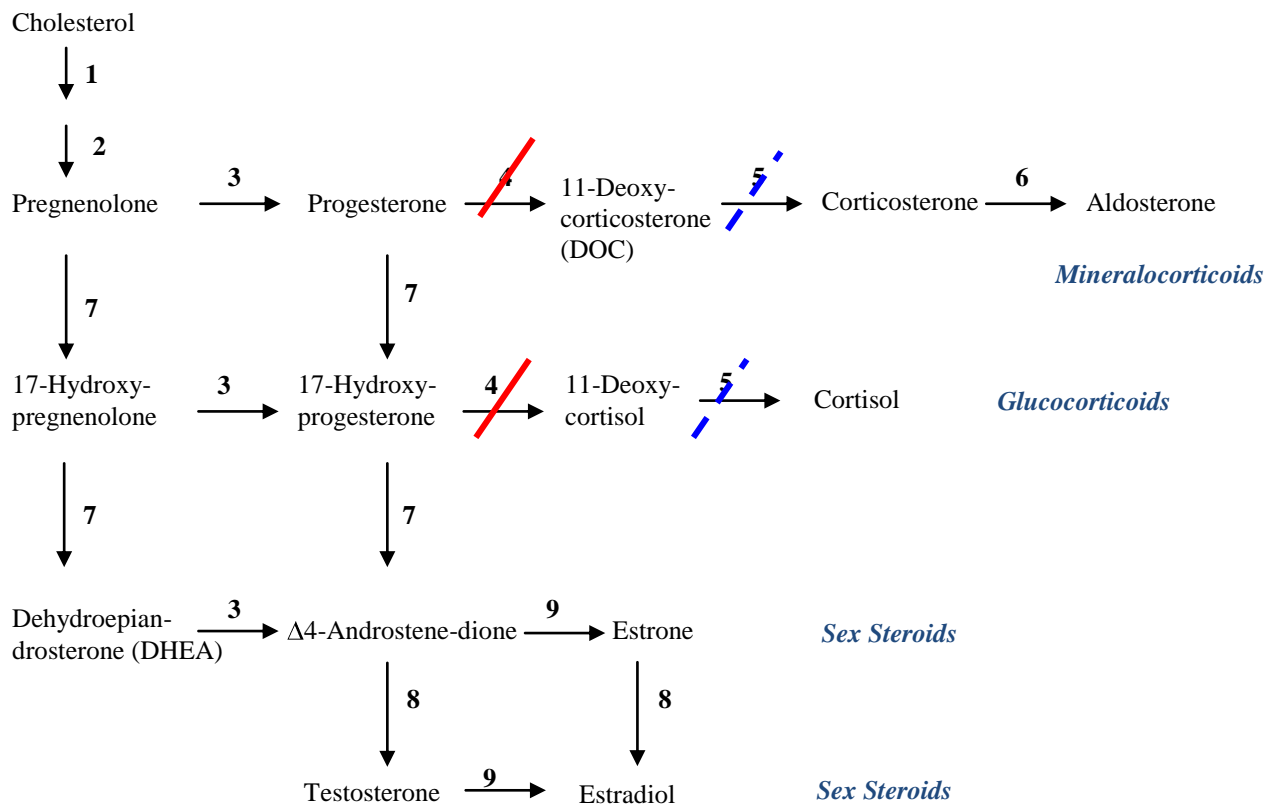 Cholesterol
1
2
3
4
5
6
Pregnenolone
Progesterone
11-Deoxy-
corticosterone
(DOC)
Corticosterone
Aldosterone
Mineralocorticoids
7
7
17-Hydroxy-
pregnenolone
3
17-Hydroxy-
progesterone
4
11-Deoxy-
cortisol
5
Cortisol
Glucocorticoids
7
7
Dehydroepian-
drosterone (DHEA)
3
Δ4-Androstene-dione
9
Estrone
Sex Steroids
8
8
Testosterone
9
Estradiol
Sex Steroids